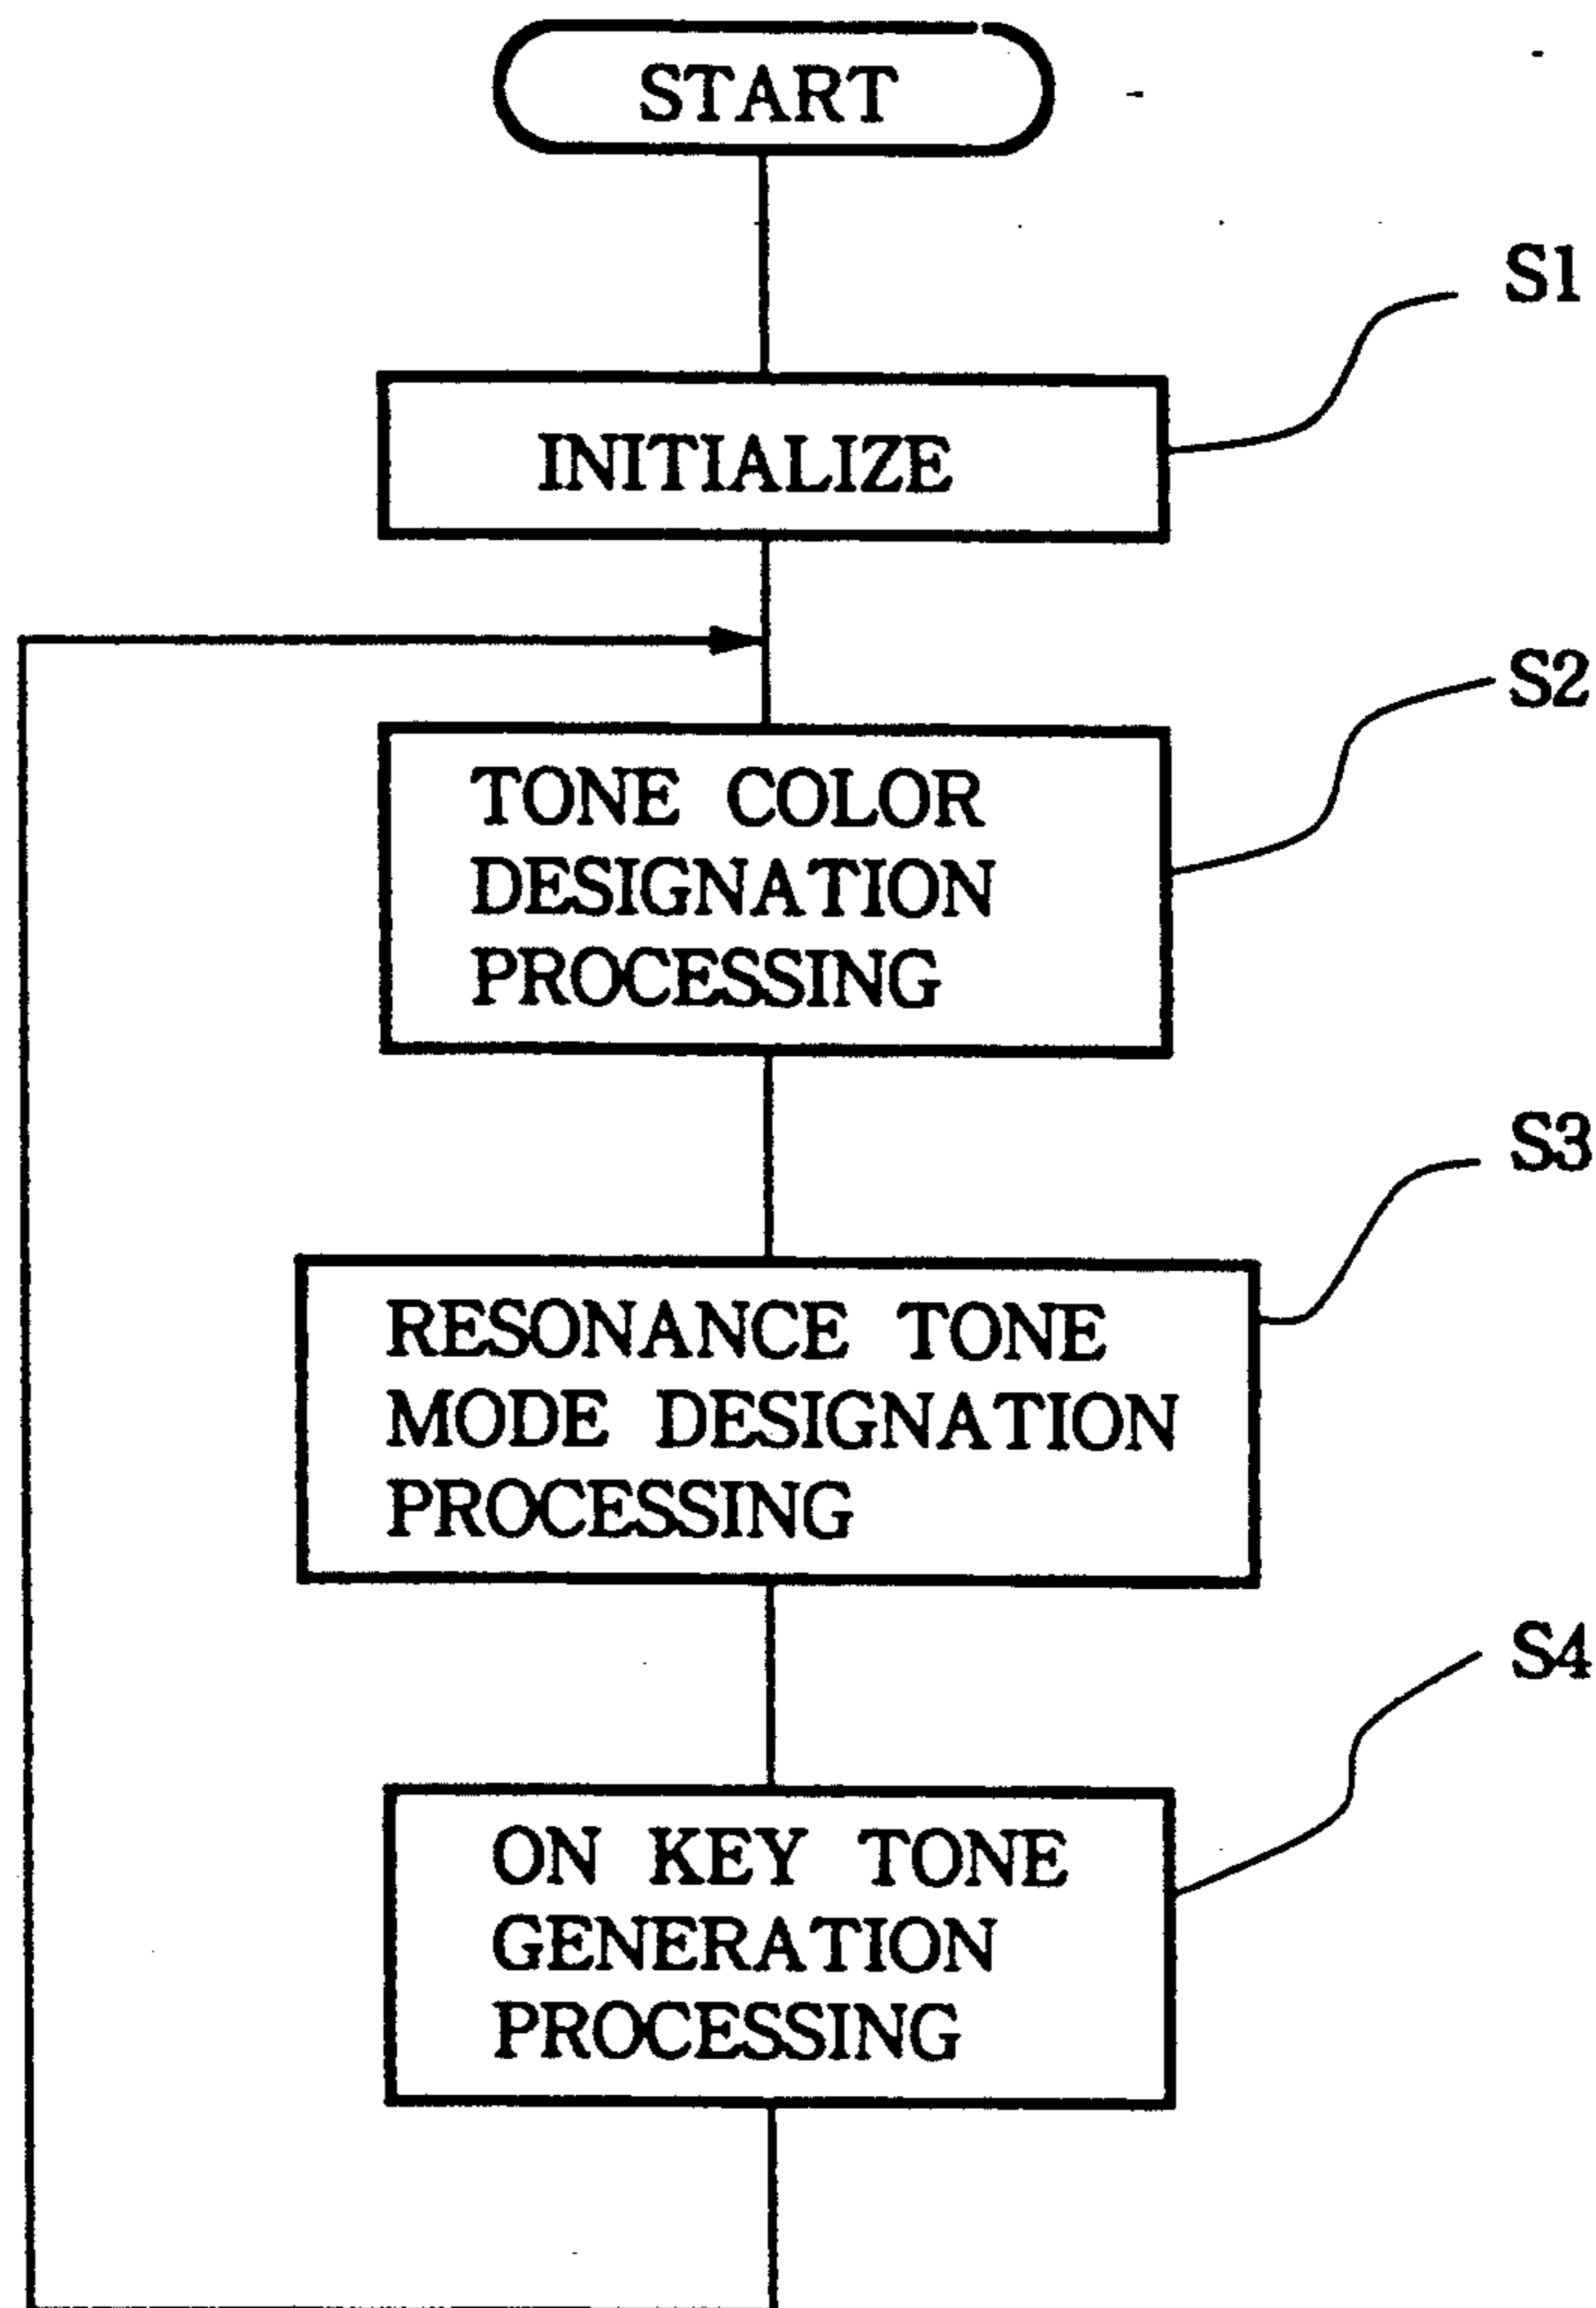 START
S1
INITIALIZE
S2
TONE COLOR
DESIGNATION
PROCESSING
S3
RESONANCE TONE
MODE DESIGNATION
PROCESSING
S4
ON KEY TONE
GENERATION
PROCESSING